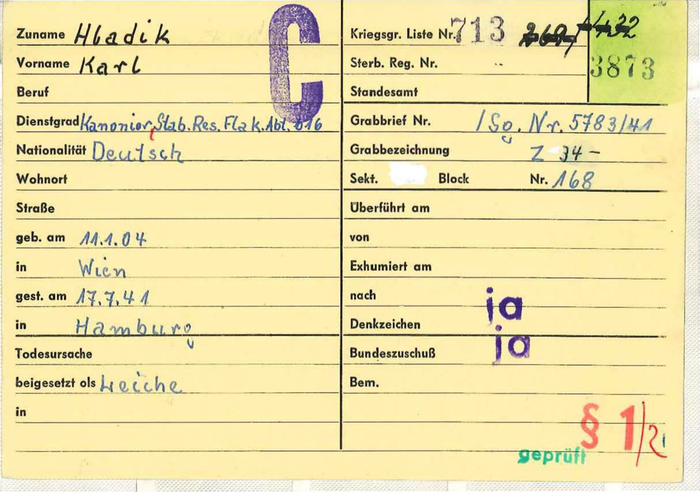 Zuname Hladik
Vorname Karl
Beruf
Dienstgrad Kanonier, Stab. Res. Flak. Abt. 616
Nationalität Deutsch
Wohnort
Straße
geb. am 11.1.04
in Wien
gest. am 17.7.41
in Hamburg
Todesursache
beigesetzt als Leiche
in
C
Kriegsgr. Liste Nr. 713
Sterb. Reg. Nr. 3873
Standesamt
Grabbrief Nr. / So, Nr. 5783/41
Grabbezeichnung Z 34 -
Sekt. Block Nr. 168
Überführt am
von
Exhumiert am
nach
Denkzeichen ja
Bundeszuschuß ja
Bem.
§ 1/2
geprüft